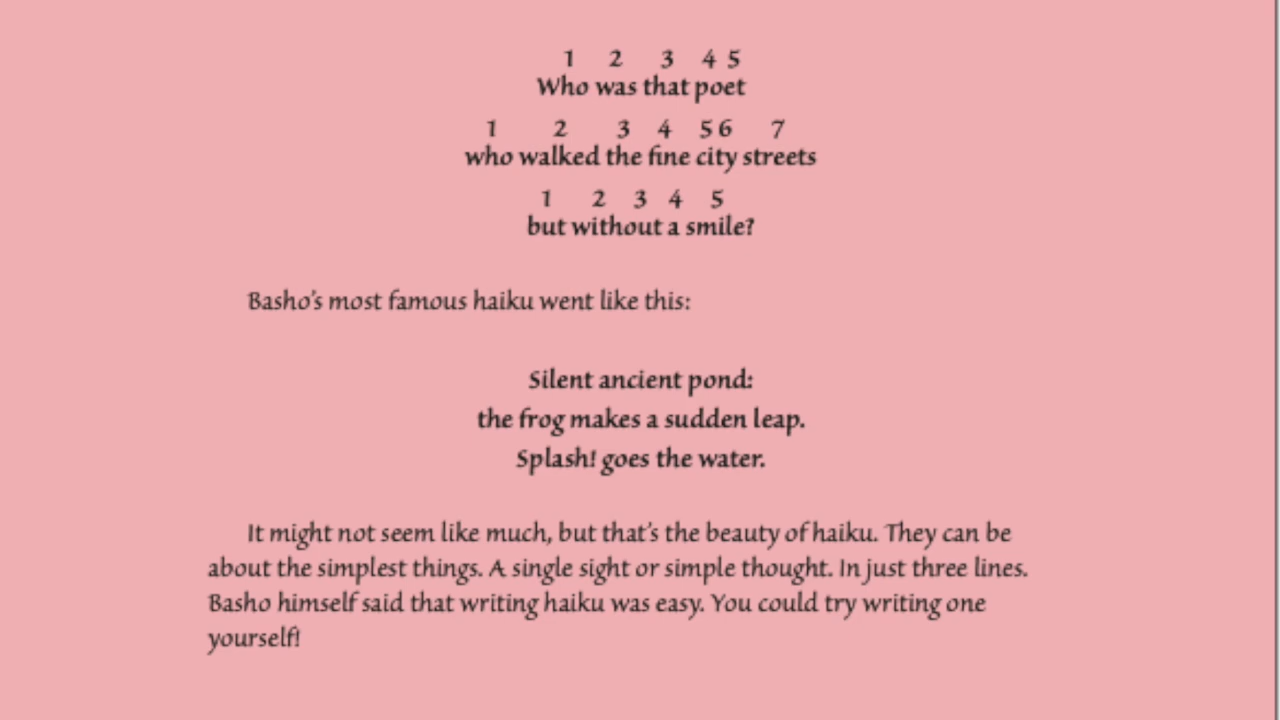 1 2 3 4 5
Who was that poet
1 2 3 4 5 6 7
who walked the fine city streets
1 2 3 4 5
but without a smile?
Basho's most famous haiku went like this:
Silent ancient pond:
the frog makes a sudden leap.
Splash! goes the water.
It might not seem like much, but that's the beauty of haiku. They can be
about the simplest things. A single sight or simple thought. In just three lines.
Basho himself said that writing haiku was easy. You could try writing one
yourself!